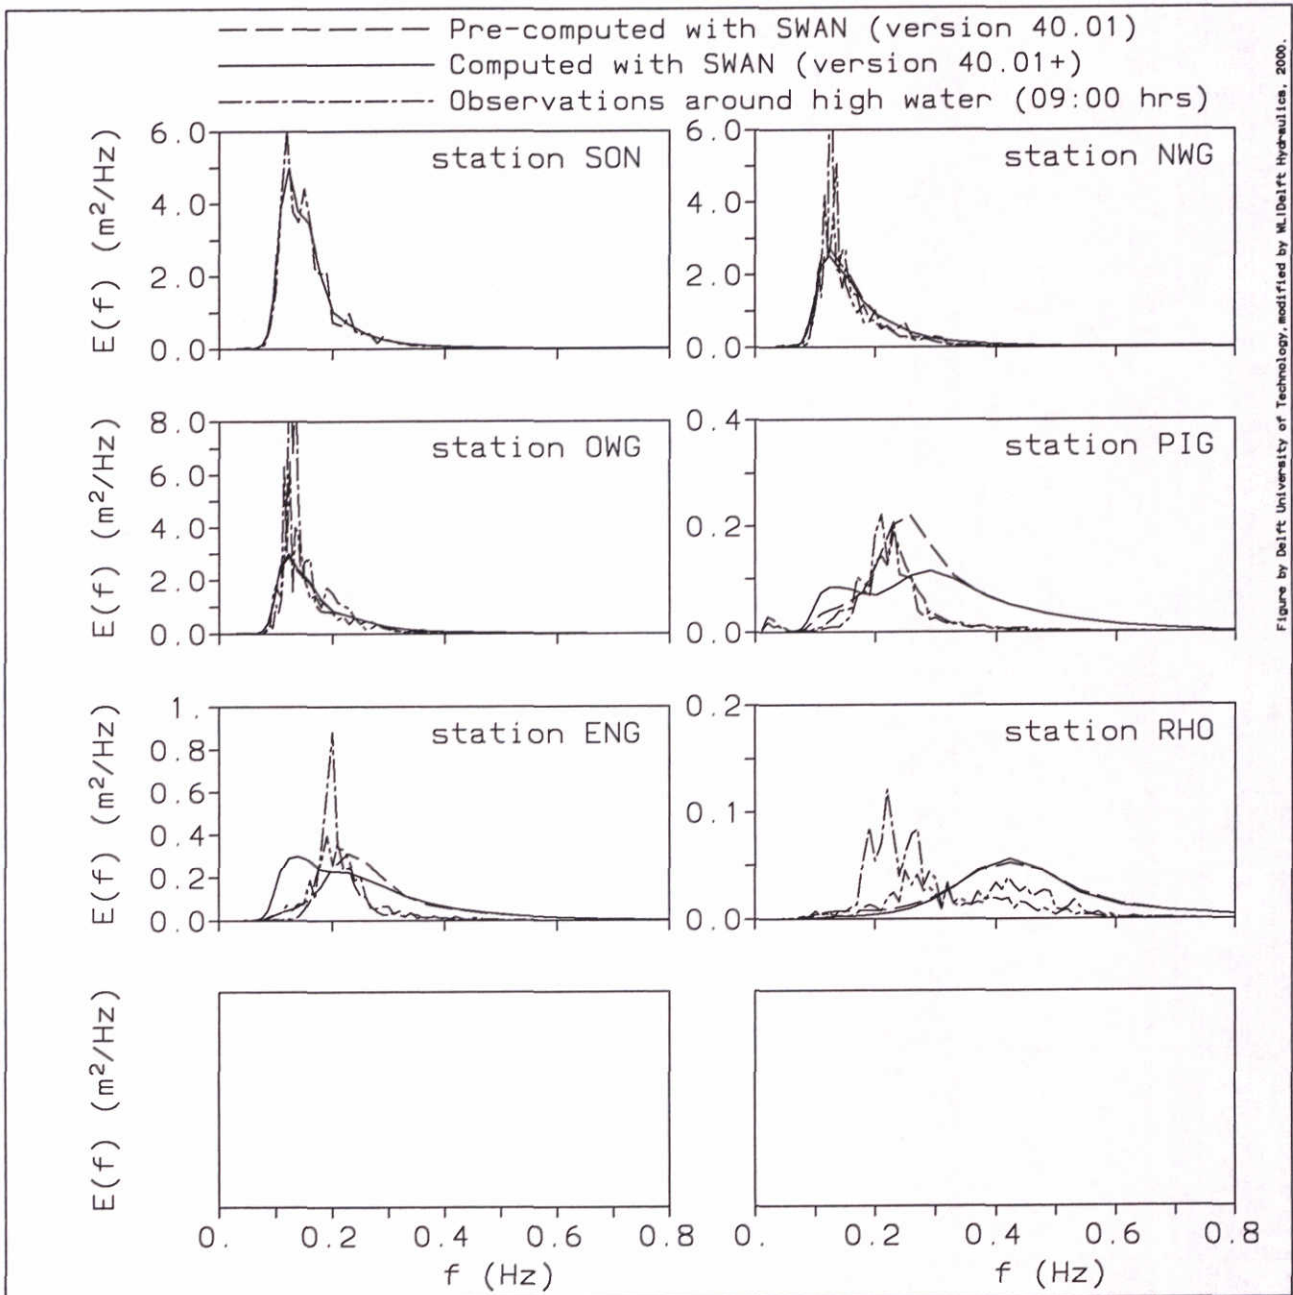 Pre-computed with SWAN (version 40.01)
Computed with SWAN (version 40.01+)
Observations around high water (09:00 hrs)
E(f) (m²/Hz)
6.0
4.0
2.0
0.0
station SON
6.0
4.0
2.0
0.0
station NWG
E(f) (m²/Hz)
8.0
6.0
4.0
2.0
0.0
station OWG
0.4
0.2
0.0
station PIG
E(f) (m²/Hz)
1.
0.8
0.6
0.4
0.2
0.0
station ENG
0.2
0.1
0.0
station RHO
E(f) (m²/Hz)
0. 0.2 0.4 0.6 0.8
f (Hz)
0. 0.2 0.4 0.6 0.8
f (Hz)
Figure by Delft University of Technology, modified by WL|Delft Hydraulics, 2000.